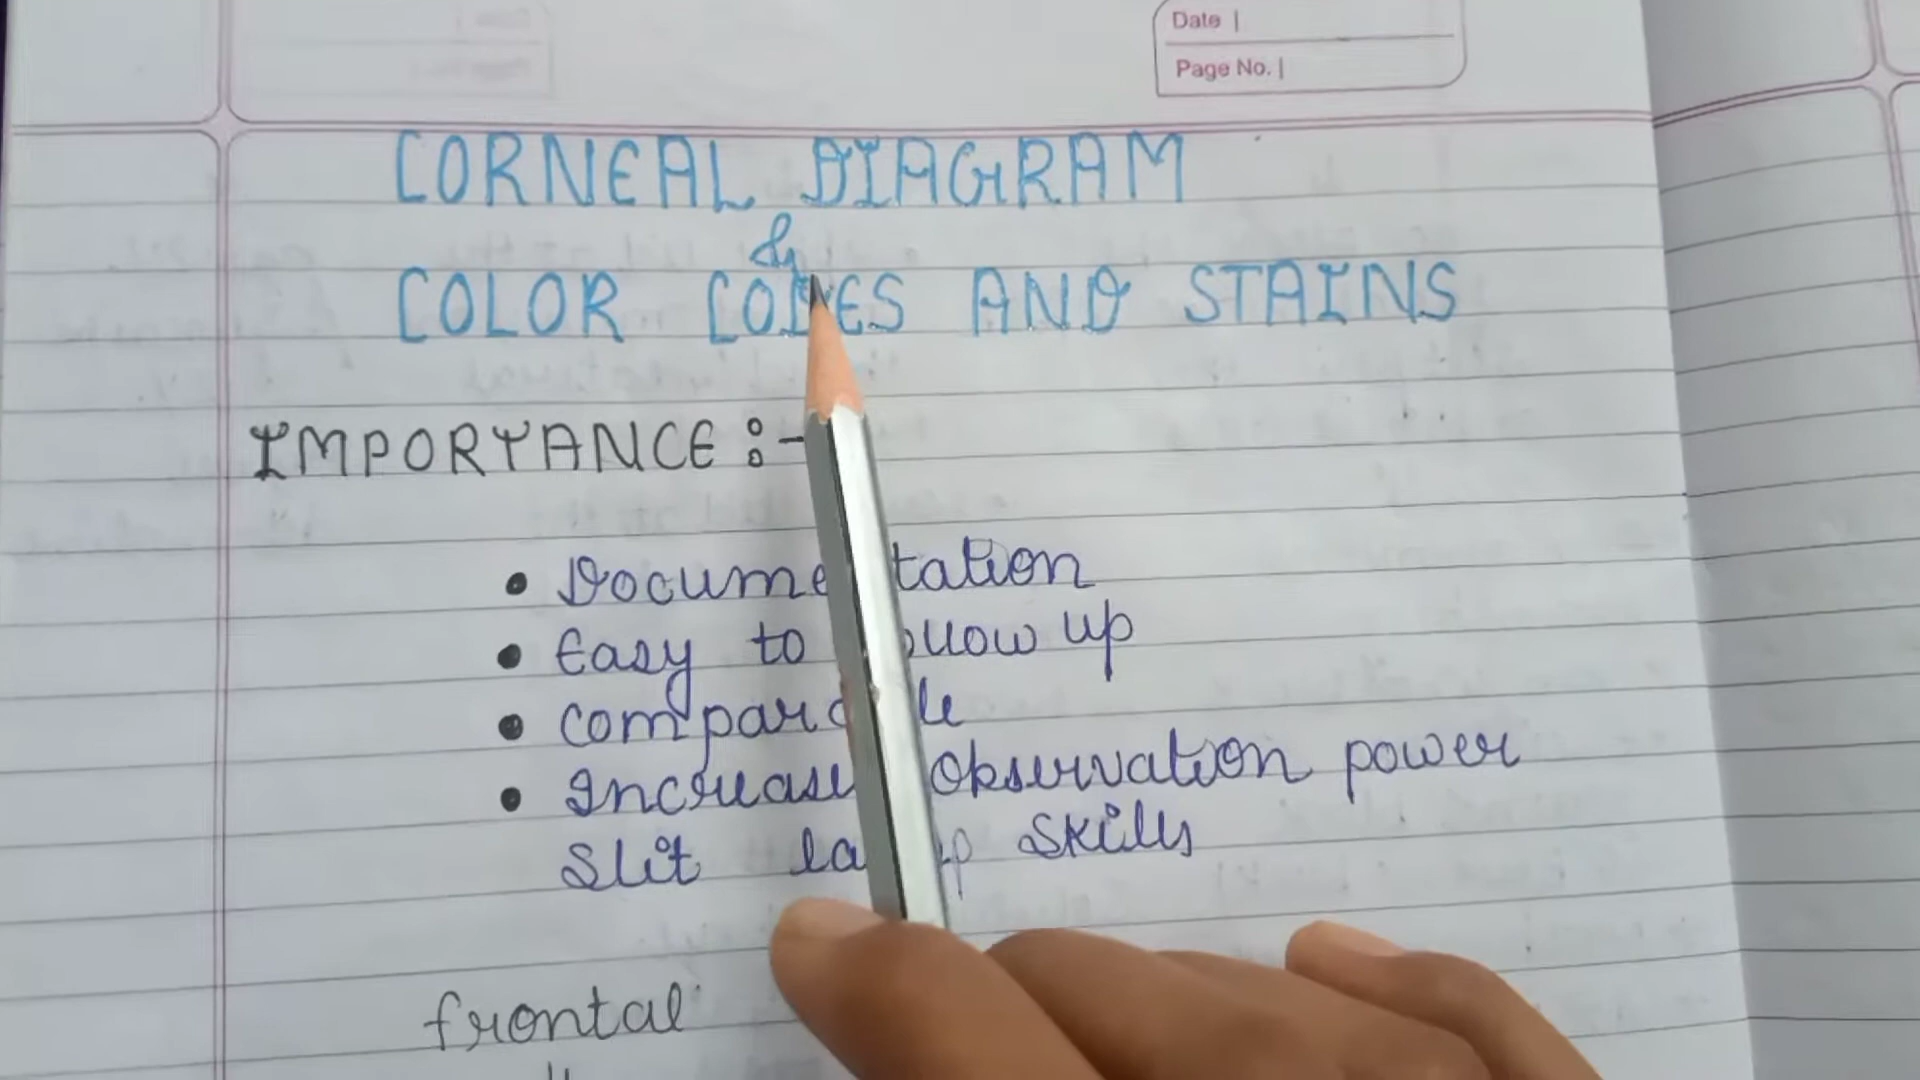 Date |
Page No. |
CORNEAL DIAGRAM
&
COLOR CODES AND STAINS
IMPORTANCE :-
• Documentation
• Easy to follow up
• comparable
• Increase observation power
slit lamp skills
frontal